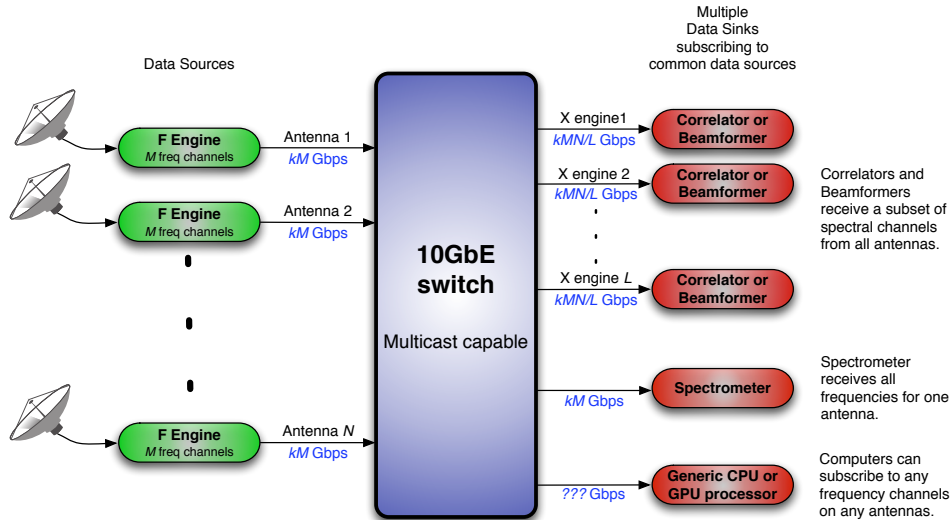 Multiple
Data Sinks
subscribing to
common data sources
Data Sources
F Engine
M freq channels
Antenna 1
kM Gbps
F Engine
M freq channels
Antenna 2
kM Gbps
F Engine
M freq channels
Antenna N
kM Gbps
10GbE
switch
Multicast capable
X engine1
kMN/L Gbps
Correlator or
Beamformer
X engine 2
kMN/L Gbps
Correlator or
Beamformer
X engine L
kMN/L Gbps
Correlator or
Beamformer
Correlators and
Beamformers
receive a subset of
spectral channels
from all antennas.
kM Gbps
Spectrometer
Spectrometer
receives all
frequencies for one
antenna.
??? Gbps
Generic CPU or
GPU processor
Computers can
subscribe to any
frequency channels
on any antennas.